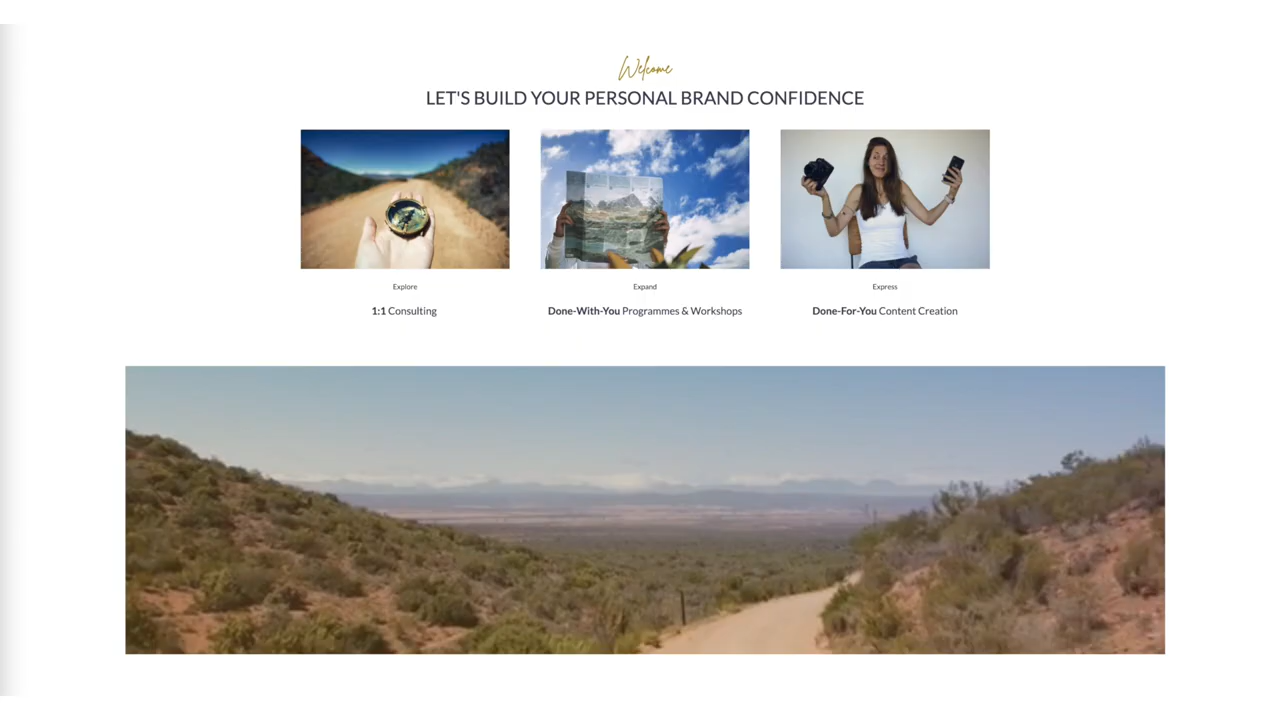 Welcome
LET'S BUILD YOUR PERSONAL BRAND CONFIDENCE
Explore
Expand
Express
1:1 Consulting
Done-With-You Programmes & Workshops
Done-For-You Content Creation